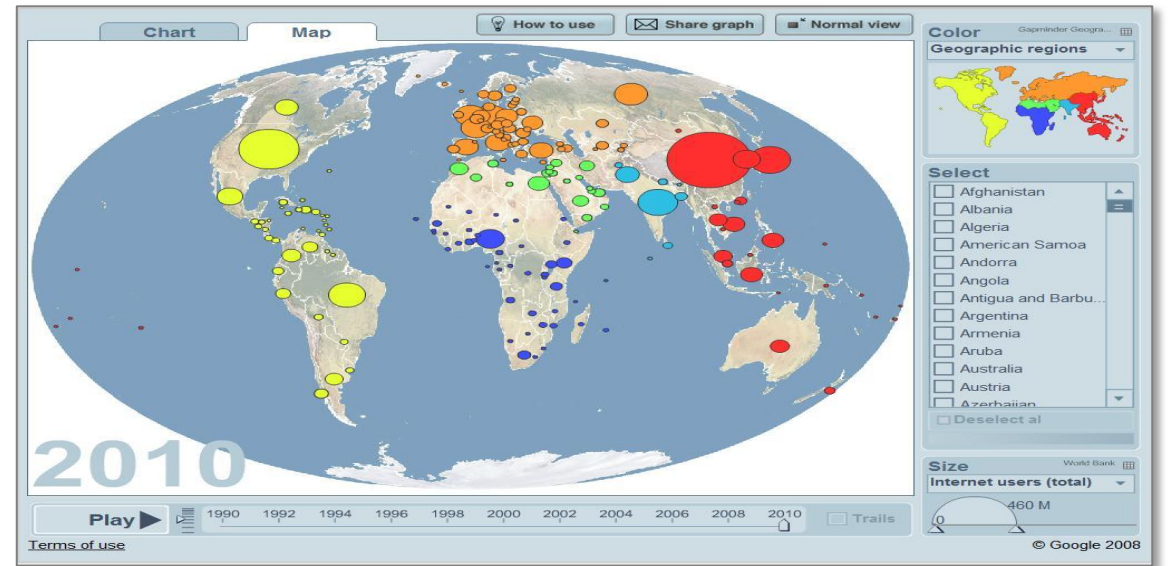 Chart
Map
How to use
Share graph
Normal view
Color
Gapminder Geogra...
Geographic regions
Select
Afghanistan
Albania
Algeria
American Samoa
Andorra
Angola
Antigua and Barbu...
Argentina
Armenia
Aruba
Australia
Austria
Azerbaijan
Deselect al
2010
Size
World Bank
Internet users (total)
460 M
0
Play
1990 1992 1994 1996 1998 2000 2002 2004 2006 2008 2010
Trails
Terms of use
© Google 2008